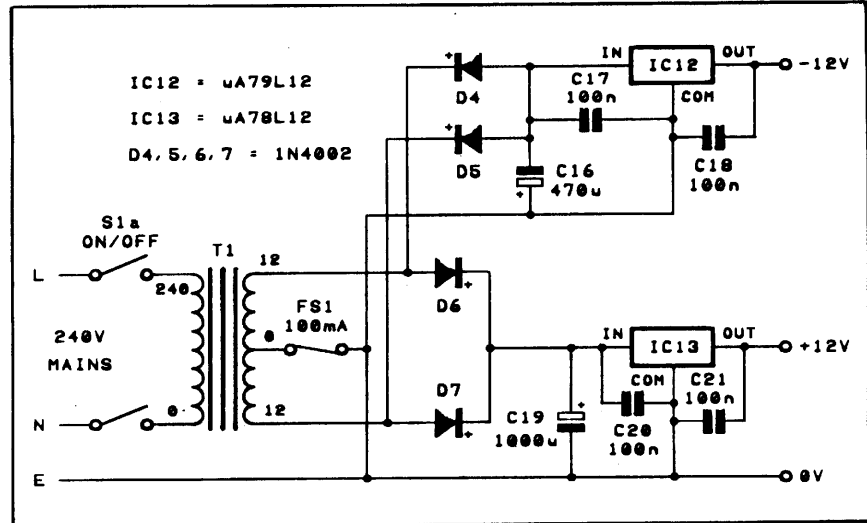 IC12 = uA79L12
IC13 = uA78L12
D4,5,6,7 = 1N4002
+
D4
+
D5
C17
100n
IN
IC12
OUT
COM
-12V
C18
100n
C16
470u
+
S1a
ON/OFF
T1
L
240
12
240V
MAINS
0
FS1
100mA
N
0
12
E
D6
+
D7
+
C19
1000u
+
IN
IC13
OUT
COM
+12V
C20
100n
C21
100n
0V